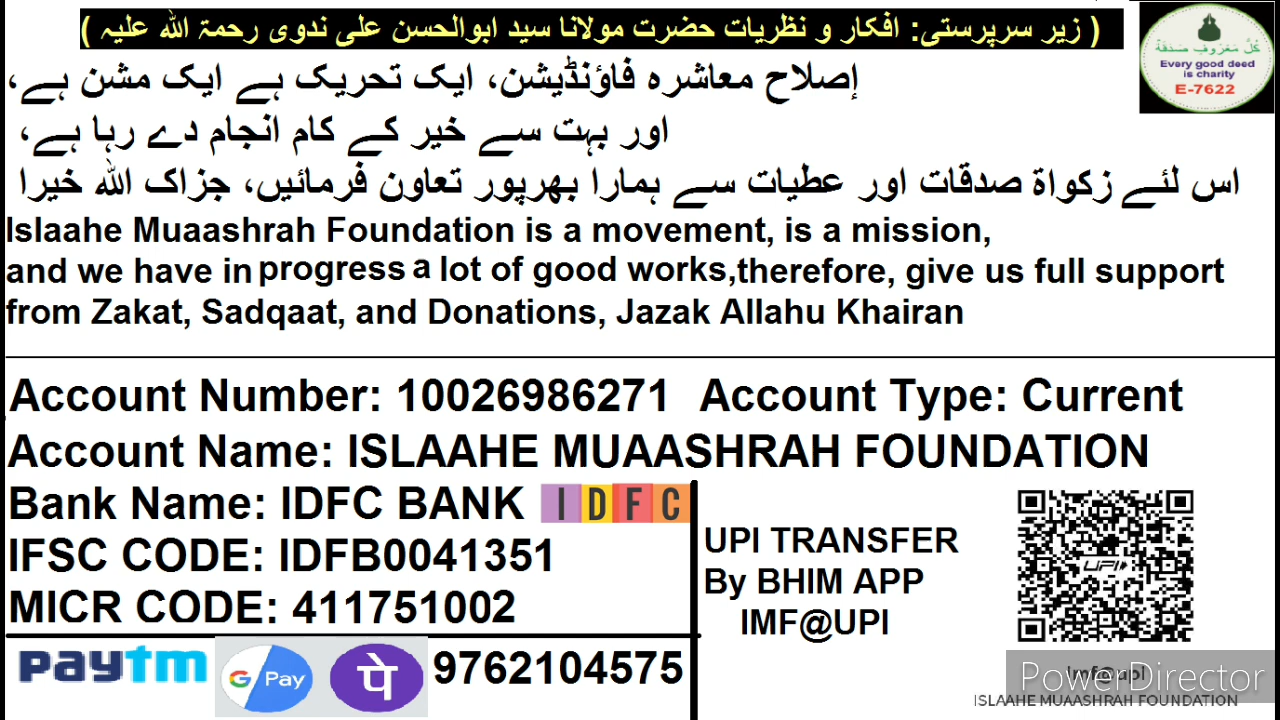 ( زیر سرپرستی: افکار و نظریات حضرت مولانا سید ابوالحسن علی ندوی رحمۃ اللہ علیہ )
كُلُّ مَعْرُوفٍ صَدَقَةٌ
Every good deed
is charity
E-7622
إصلاح معاشرہ فاؤنڈیشن، ایک تحریک ہے ایک مشن ہے،
اور بہت سے خیر کے کام انجام دے رہا ہے،
اس لئے زکواۃ صدقات اور عطیات سے ہمارا بھرپور تعاون فرمائیں، جزاک اللہ خیرا
Islaahe Muaashrah Foundation is a movement, is a mission,
and we have in progress a lot of good works,therefore, give us full support
from Zakat, Sadqaat, and Donations, Jazak Allahu Khairan
Account Number: 10026986271 Account Type: Current
Account Name: ISLAAHE MUAASHRAH FOUNDATION
Bank Name: IDFC BANK IDFC
IFSC CODE: IDFB0041351
MICR CODE: 411751002
UPI TRANSFER
By BHIM APP
IMF@UPI
UPI
paytm G Pay पे 9762104575
imf@upi
PowerDirector
ISLAAHE MUAASHRAH FOUNDATION